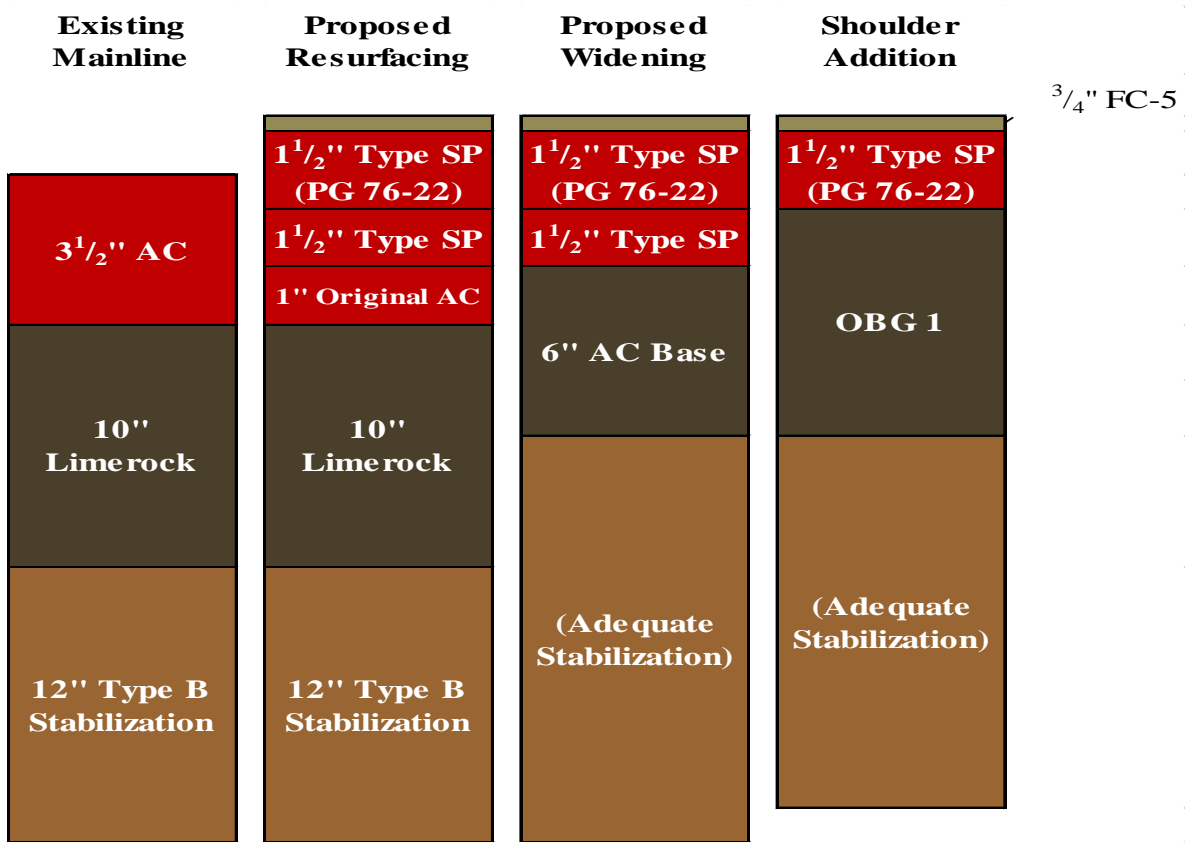 Existing
Mainline
Proposed
Resurfacing
Proposed
Widening
Shoulder
Addition
3/4" FC-5
3 1/2'' AC
10''
Limerock
12'' Type B
Stabilization
1 1/2'' Type SP
(PG 76-22)
1 1/2'' Type SP
1'' Original AC
10''
Limerock
12'' Type B
Stabilization
1 1/2'' Type SP
(PG 76-22)
1 1/2'' Type SP
6'' AC Base
(Adequate
Stabilization)
1 1/2'' Type SP
(PG 76-22)
OBG 1
(Adequate
Stabilization)